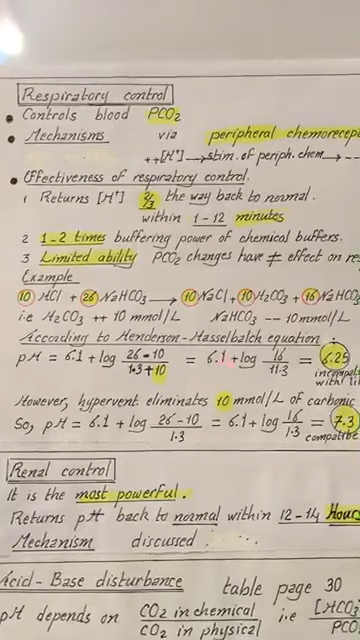 Respiratory control
• Controls blood PCO2
• Mechanisms via peripheral chemorecep
++[H+] → stim. of periph. chem → --
• Effectiveness of respiratory control.
1 Returns [H+] 2/3 the way back to normal.
within 1-12 minutes
2 1-2 times buffering power of chemical buffers.
3 Limited ability PCO2 changes have ≠ effect on re
Example
10 HCl + 26 NaHCO3 → 10 NaCl + 10 H2CO3 + 16 NaHCO3
i.e H2CO3 ++ 10 mmol/L NaHCO3 -- 10 mmol/L
According to Henderson-Hasselbalch equation :
pH = 6.1 + log (26 - 10)/(1.3 + 10) = 6.1 + log 16/11.3 = 6.25
incompat
with li
However, hypervent eliminates 10 mmol/L of carbonic
So, pH = 6.1 + log (26 - 10)/1.3 = 6.1 + log 16/1.3 = 7.3
compatible
Renal control
It is the most powerful.
Returns pH back to normal within 12-14 Hours
Mechanism discussed
Acid-Base disturbance table page 30
pH depends on CO2 in chemical / CO2 in physical i.e [HCO3 / PCO